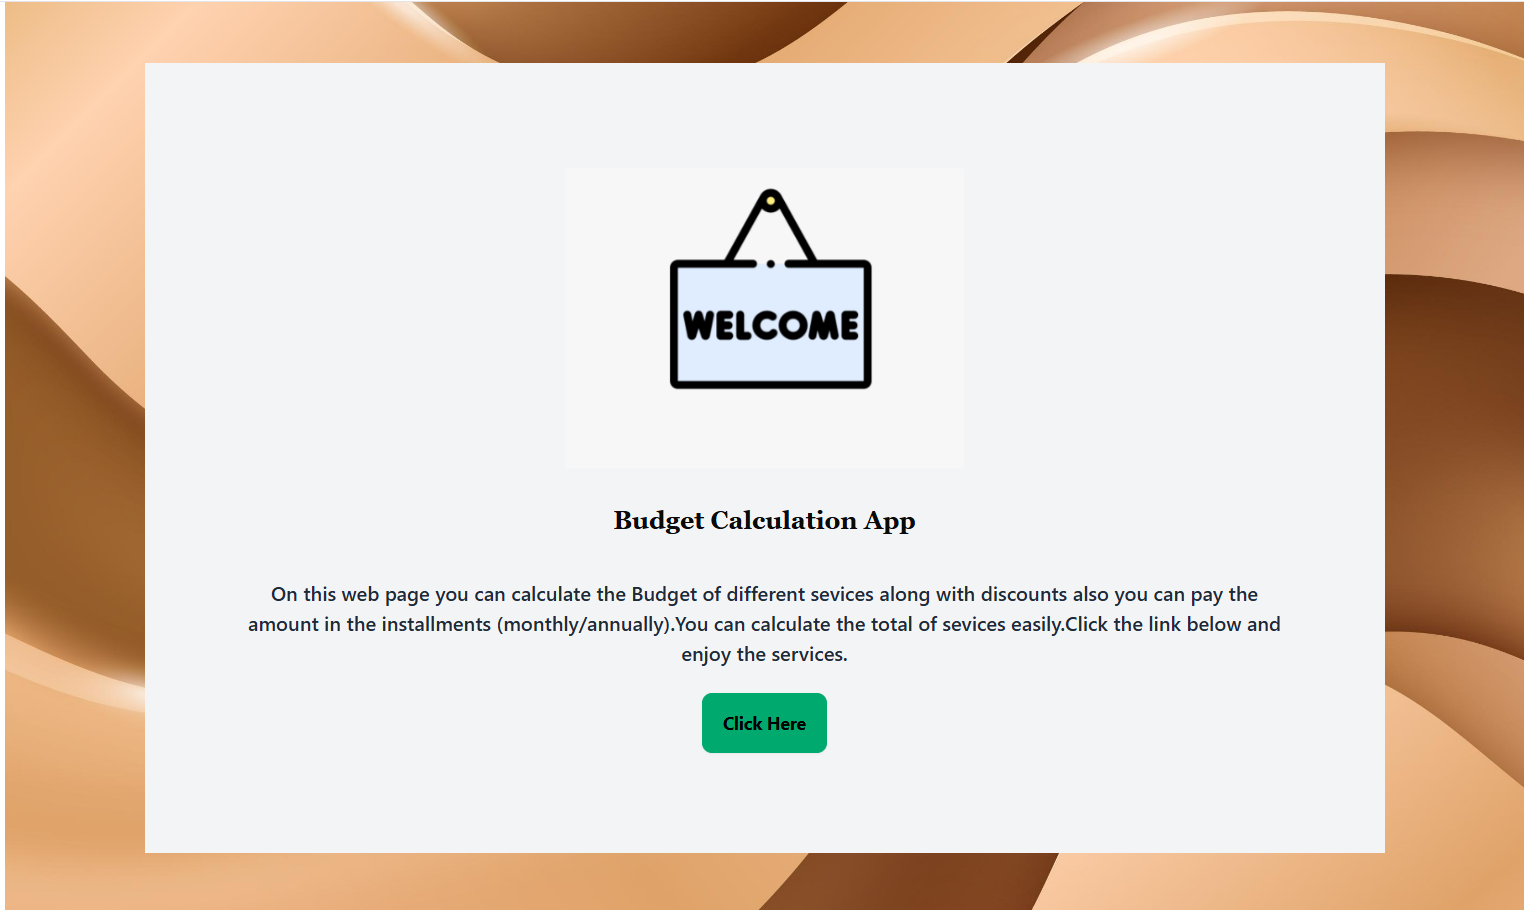 WELCOME
Budget Calculation App
On this web page you can calculate the Budget of different sevices along with discounts also you can pay the
amount in the installments (monthly/annually).You can calculate the total of sevices easily.Click the link below and
enjoy the services.
Click Here